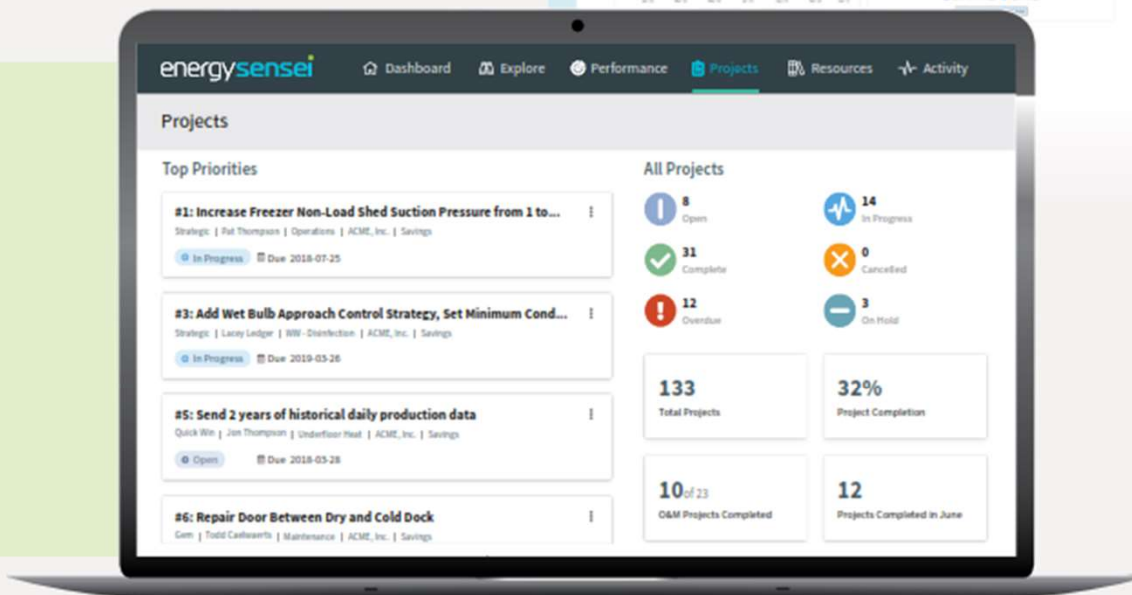 energysensei
Dashboard
Explore
Performance
Projects
Resources
Activity
Projects
Top Priorities
#1: Increase Freezer Non-Load Shed Suction Pressure from 1 to...
Strategic | Pat Thompson | Operations | ACME, Inc. | Savings
In Progress Due 2018-07-25
#3: Add Wet Bulb Approach Control Strategy, Set Minimum Cond...
Strategic | Lacey Ledger | WW - Disinfection | ACME, Inc. | Savings
In Progress Due 2019-03-26
#5: Send 2 years of historical daily production data
Quick Win | Jon Thompson | Underfloor Heat | ACME, Inc. | Savings
Open Due 2018-03-28
#6: Repair Door Between Dry and Cold Dock
Gem | Todd | Maintenance | ACME, Inc. | Savings
All Projects
8
Open
14
In Progress
31
Complete
0
Cancelled
12
Overdue
3
On Hold
133
Total Projects
32%
Project Completion
10 of 23
O&M Projects Completed
12
Projects Completed in June